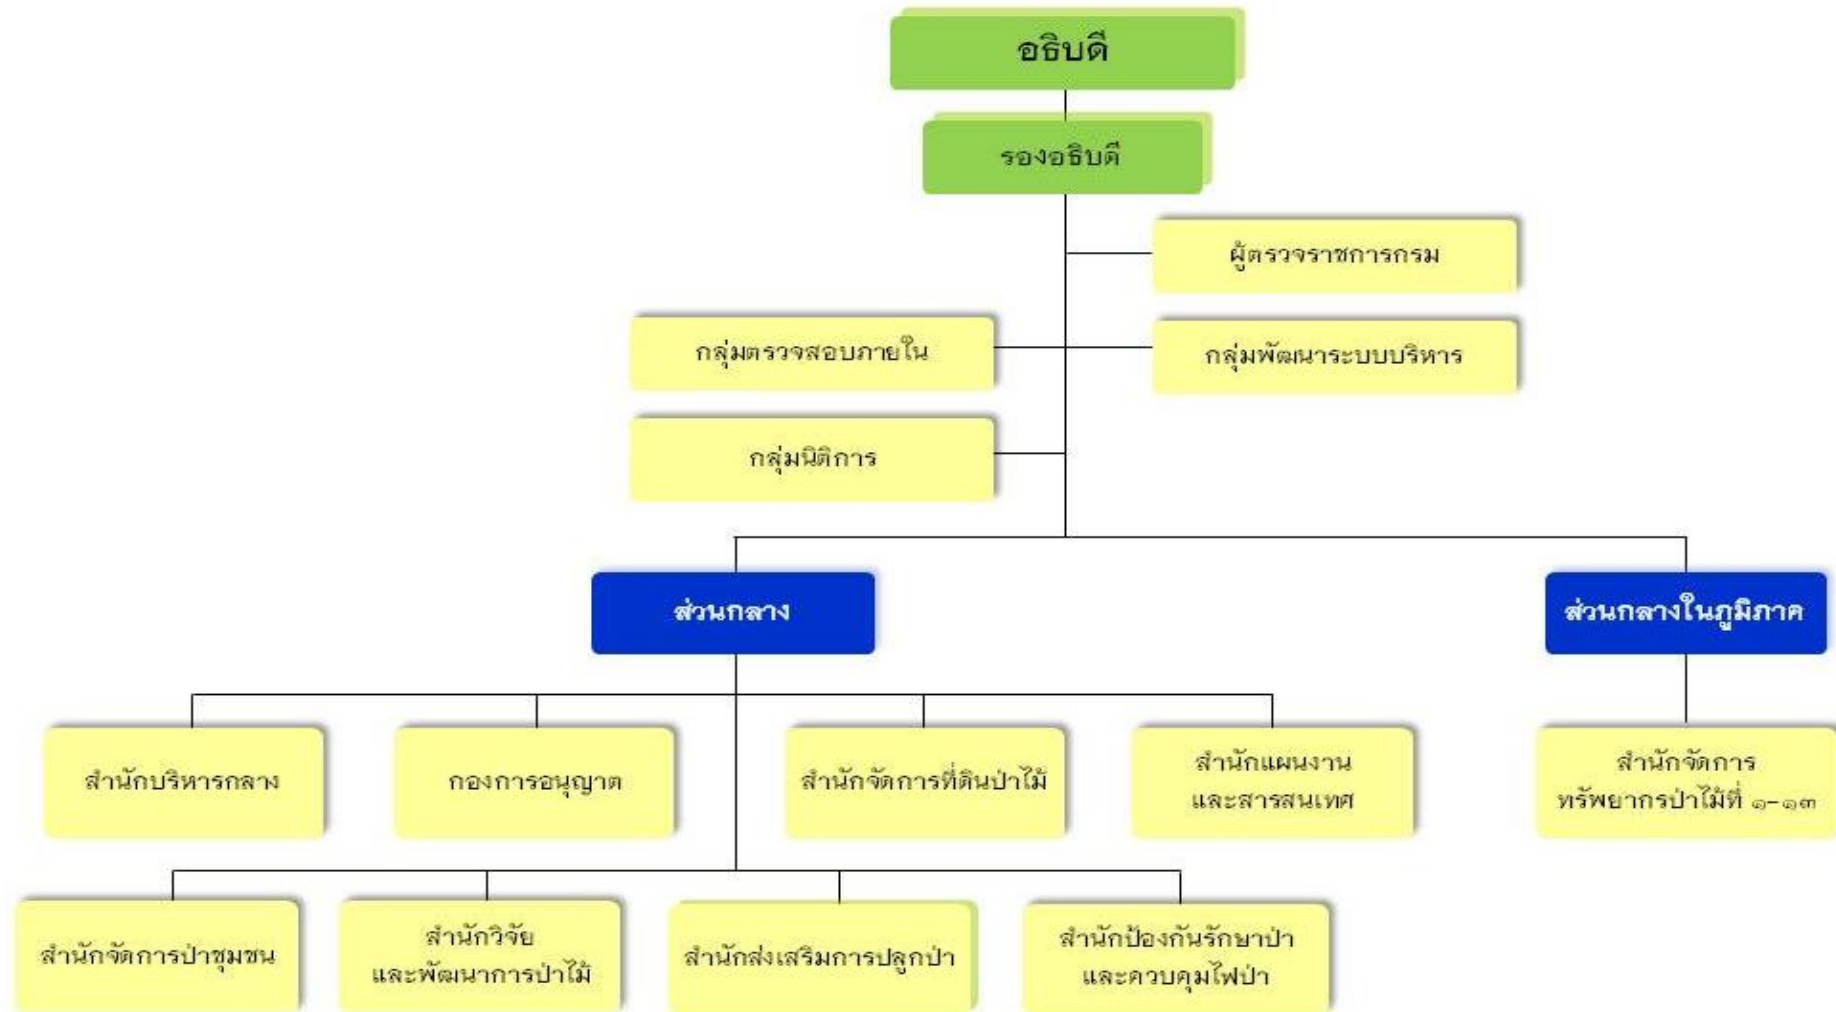 อธิบดี
รองอธิบดี
ผู้ตรวจราชการกรม
กลุ่มตรวจสอบภายใน
กลุ่มพัฒนาระบบบริหาร
กลุ่มนิติการ
ส่วนกลาง
ส่วนกลางในภูมิภาค
สำนักบริหารกลาง
กองการอนุญาต
สำนักจัดการที่ดินป่าไม้
สำนักแผนงาน
และสารสนเทศ
สำนักจัดการ
ทรัพยากรป่าไม้ที่ ๑-๑๓
สำนักจัดการป่าชุมชน
สำนักวิจัย
และพัฒนาการป่าไม้
สำนักส่งเสริมการปลูกป่า
สำนักป้องกันรักษาป่า
และควบคุมไฟป่า